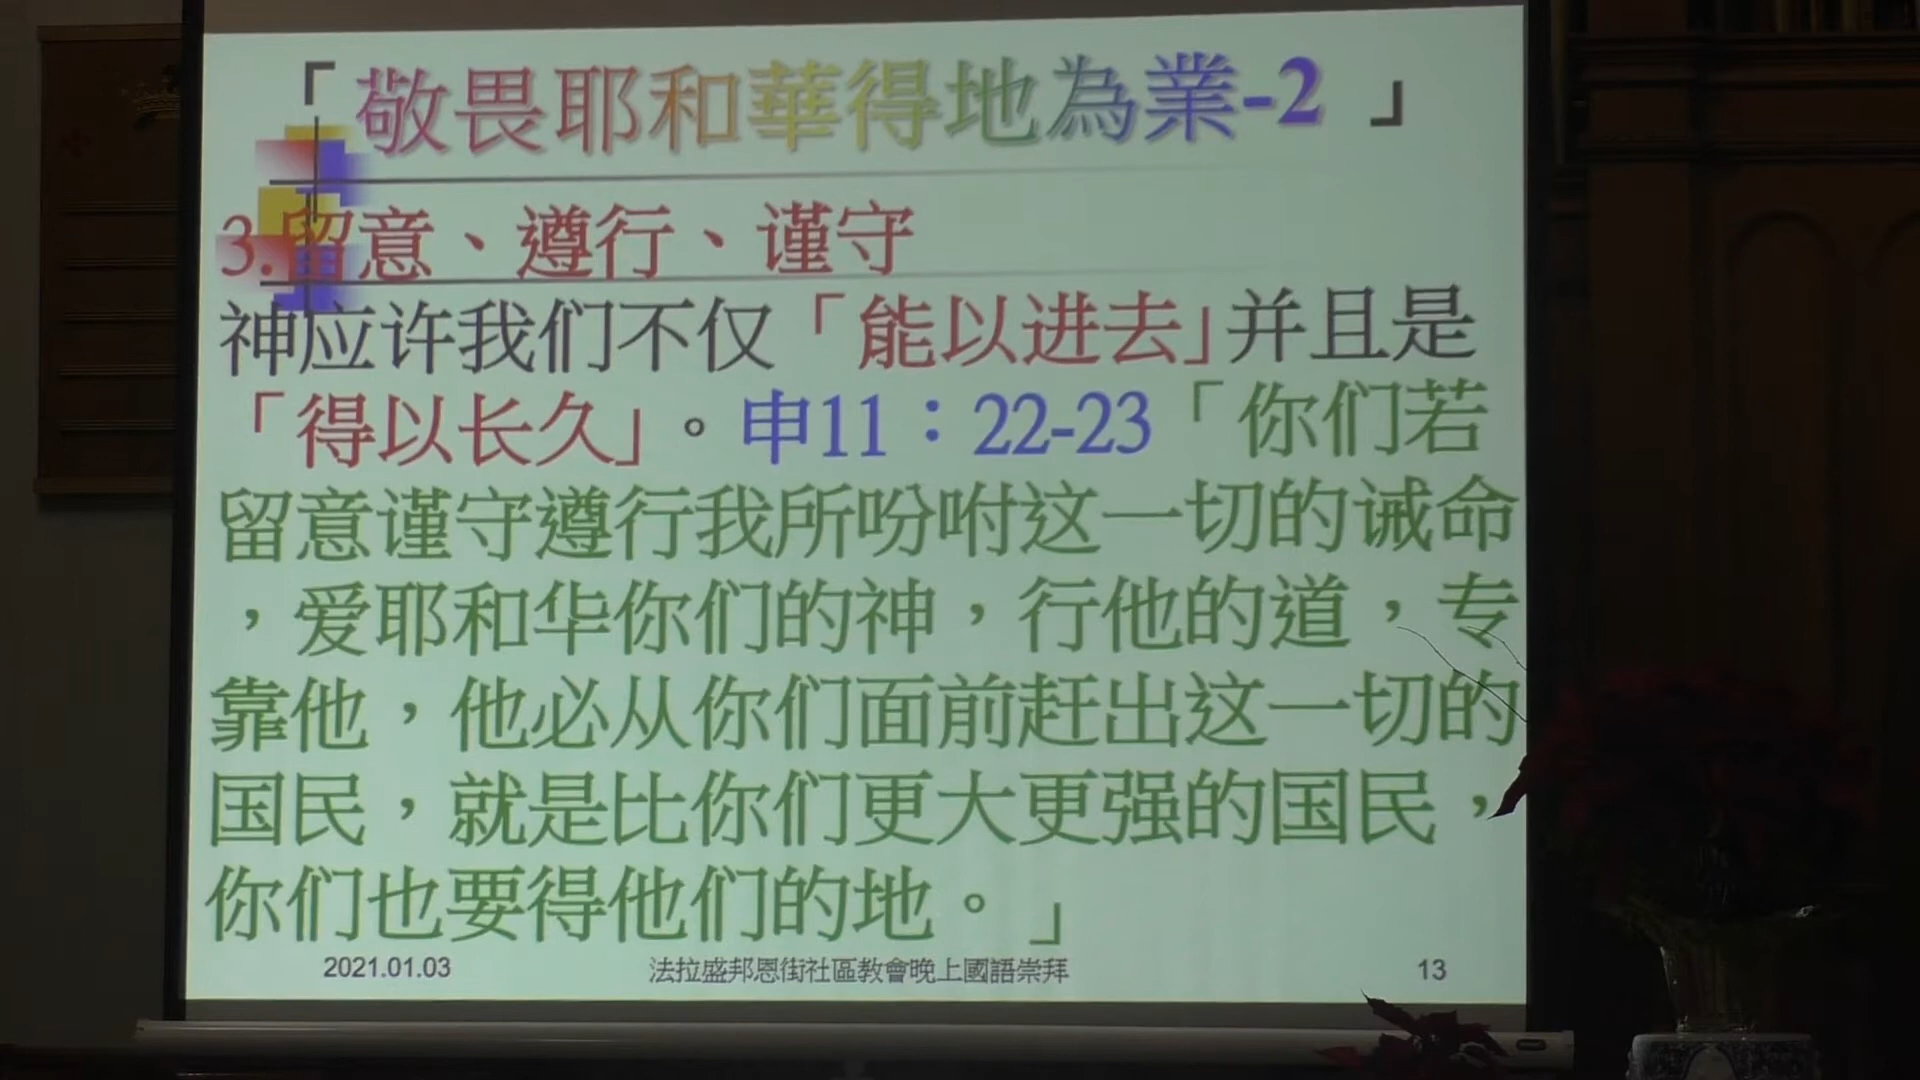 「敬畏耶和華得地為業-2 」
3.留意、遵行、谨守
神应许我们不仅「能以进去」并且是
「得以长久」。申11：22-23「你们若
留意谨守遵行我所吩咐这一切的诫命
，爱耶和华你们的神，行他的道，专
靠他，他必从你们面前赶出这一切的
国民，就是比你们更大更强的国民，
你们也要得他们的地。」
2021.01.03
法拉盛邦恩街社區教會晚上國語崇拜
13